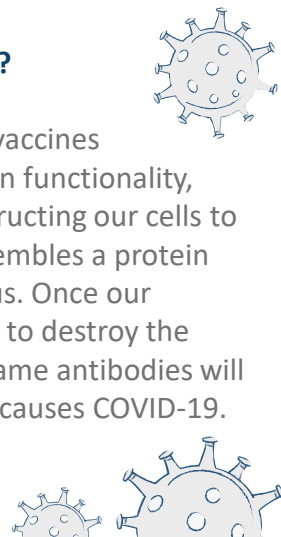 ?
vaccines
n functionality,
ructing our cells to
embles a protein
us. Once our
to destroy the
ame antibodies will
causes COVID-19.